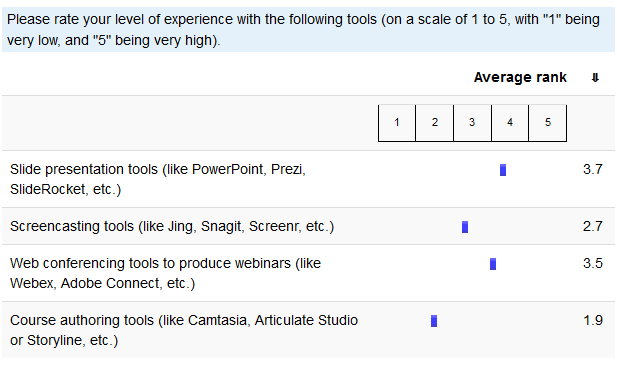 Please rate your level of experience with the following tools (on a scale of 1 to 5, with "1" being
very low, and "5" being very high).
Average rank ⇓
1 2 3 4 5
Slide presentation tools (like PowerPoint, Prezi,
SlideRocket, etc.)
3.7
Screencasting tools (like Jing, Snagit, Screenr, etc.) 2.7
Web conferencing tools to produce webinars (like
Webex, Adobe Connect, etc.)
3.5
Course authoring tools (like Camtasia, Articulate Studio
or Storyline, etc.)
1.9